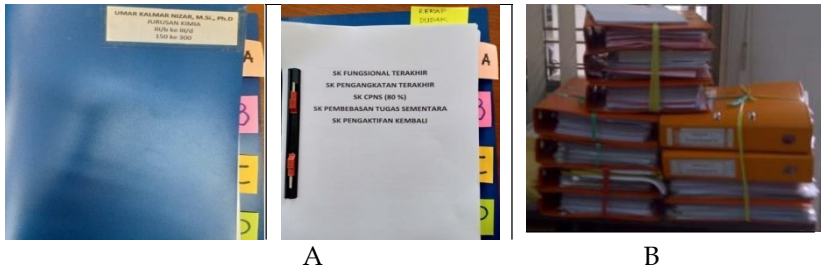 UMAR KALMAR NIZAR, M.Si., Ph.D
JURUSAN KIMIA
III/b ke III/d
150 ke 300
A
B
C
D
SK FUNGSIONAL TERAKHIR
SK PENGANGKATAN TERAKHIR
SK CPNS (80 %)
SK PEMBEBASAN TUGAS SEMENTARA
SK PENGAKTIFAN KEMBALI
A
A
B